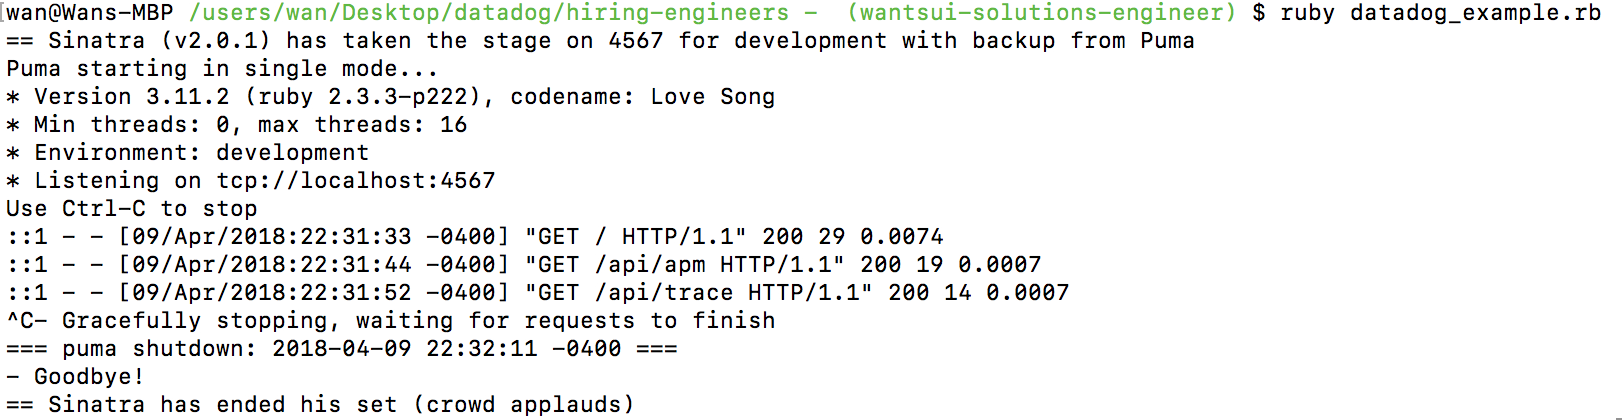 wan@Wans-MBP /users/wan/Desktop/datadog/hiring-engineers -  (wantsui-solutions-engineer) $ ruby datadog_example.rb
== Sinatra (v2.0.1) has taken the stage on 4567 for development with backup from Puma
Puma starting in single mode...
* Version 3.11.2 (ruby 2.3.3-p222), codename: Love Song
* Min threads: 0, max threads: 16
* Environment: development
* Listening on tcp://localhost:4567
Use Ctrl-C to stop
::1 - - [09/Apr/2018:22:31:33 -0400] "GET / HTTP/1.1" 200 29 0.0074
::1 - - [09/Apr/2018:22:31:44 -0400] "GET /api/apm HTTP/1.1" 200 19 0.0007
::1 - - [09/Apr/2018:22:31:52 -0400] "GET /api/trace HTTP/1.1" 200 14 0.0007
^C- Gracefully stopping, waiting for requests to finish
=== puma shutdown: 2018-04-09 22:32:11 -0400 ===
- Goodbye!
== Sinatra has ended his set (crowd applauds)